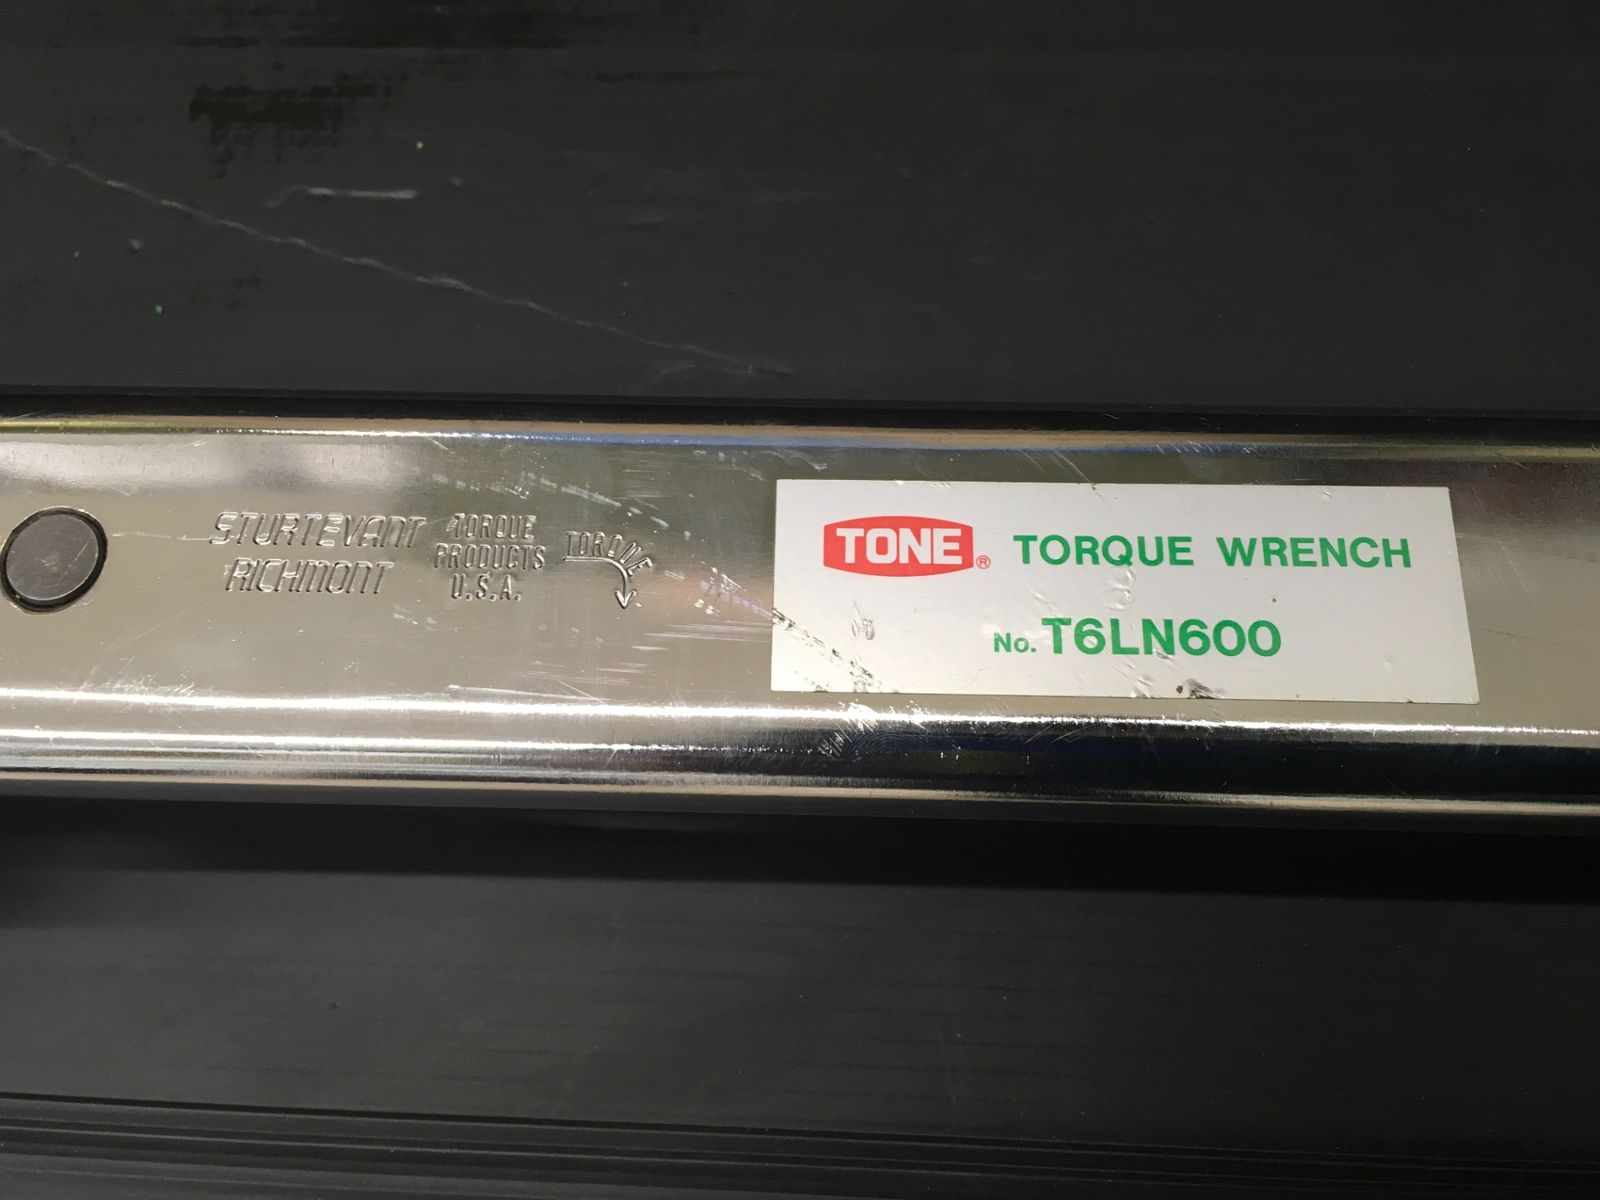 STURTEVANT
RICHMONT
TORQUE
PRODUCTS
U.S.A.
TORQUE
TONE® TORQUE WRENCH
No. T6LN600